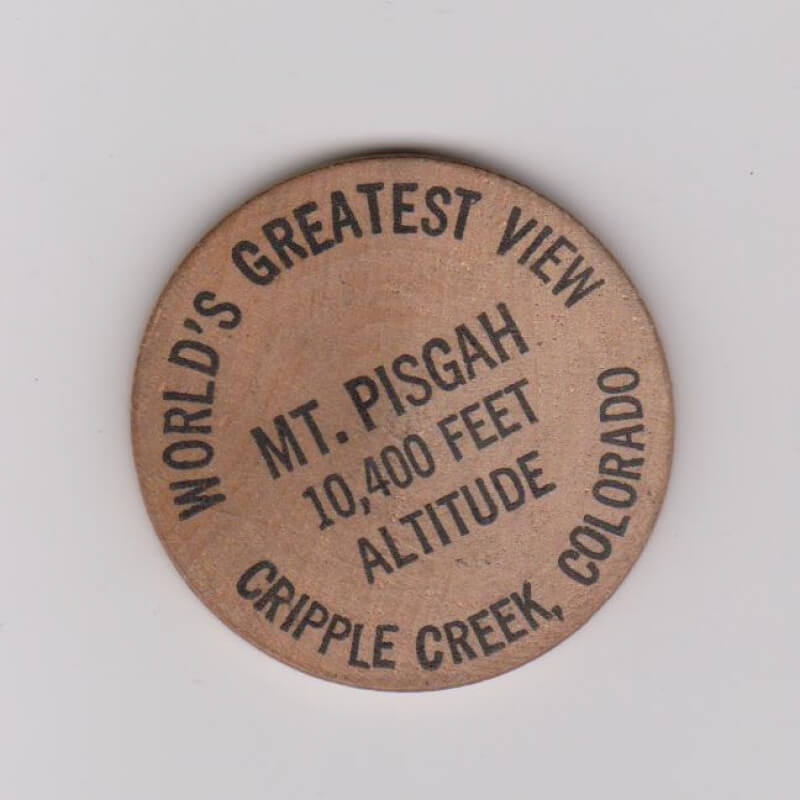 WORLD'S GREATEST VIEW
MT. PISGAH
10,400 FEET
ALTITUDE
CRIPPLE CREEK, COLORADO